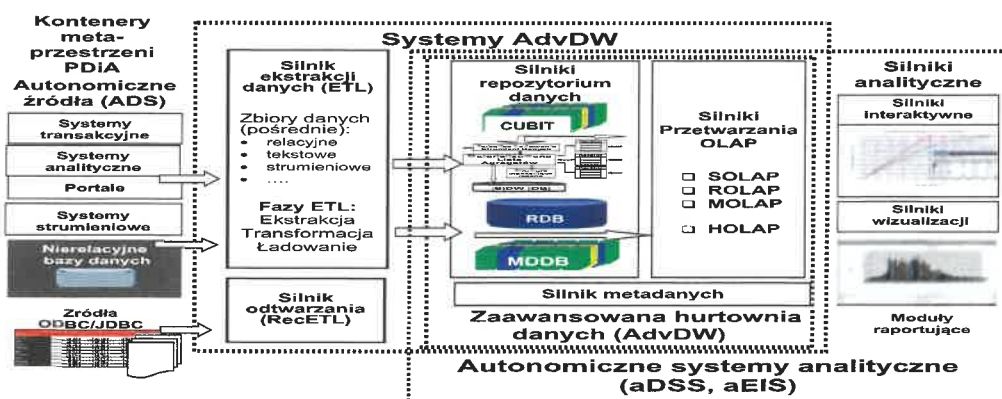 Kontenery
meta-
przestrzeni
PDiA
Autonomiczne
źródła (ADS)
Systemy
transakcyjne
Systemy
analityczne
Portale
Systemy
strumieniowe
Nierelacyjne
bazy danych
Zródła
ODBC/JDBC
Systemy AdvDW
Silnik
ekstrakcji
danych (ETL)
Zbiory danych
(pośrednie):
• relacyjne
• tekstowe
• strumieniowe
• ....
Fazy ETL:
Ekstrakcja
Transformacja
Ładowanie
Silnik
odtwarzania
(RecETL)
Silniki
repozytorium
danych
CUBIT
RDB
MDDB
Silniki
Przetwarzania
OLAP
SOLAP
ROLAP
MOLAP
HOLAP
Silnik metadanych
Zaawansowana hurtownia
danych (AdvDW)
Autonomiczne systemy analityczne
(aDSS, aEIS)
Silniki
analityczne
Silniki
interaktywne
Silniki
wizualizacji
Moduły
raportujące